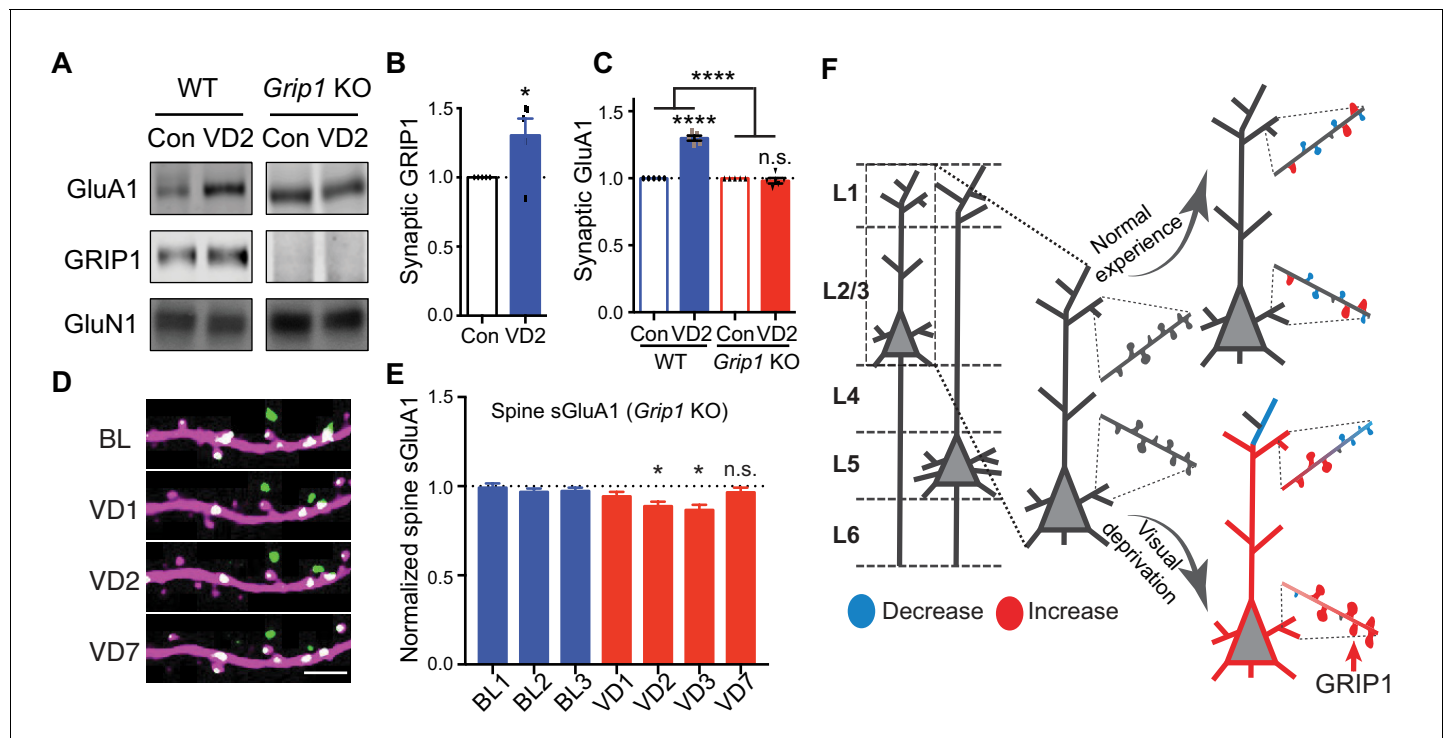 A
WT
Grip1 KO
Con VD2 Con VD2
GluA1
GRIP1
GluN1
B
*
1.5
1.0
0.5
0.0
Synaptic GRIP1
Con VD2
C
****
****
n.s.
1.5
1.0
0.5
0.0
Synaptic GluA1
Con VD2 Con VD2
WT
Grip1 KO
D
BL
VD1
VD2
VD7
E
1.5
1.0
0.5
0.0
Normalized spine sGluA1
Spine sGluA1 (Grip1 KO)
* * n.s.
BL1 BL2 BL3 VD1 VD2 VD3 VD7
F
L1
L2/3
L4
L5
L6
Normal
experience
Visual
deprivation
Decrease Increase
GRIP1